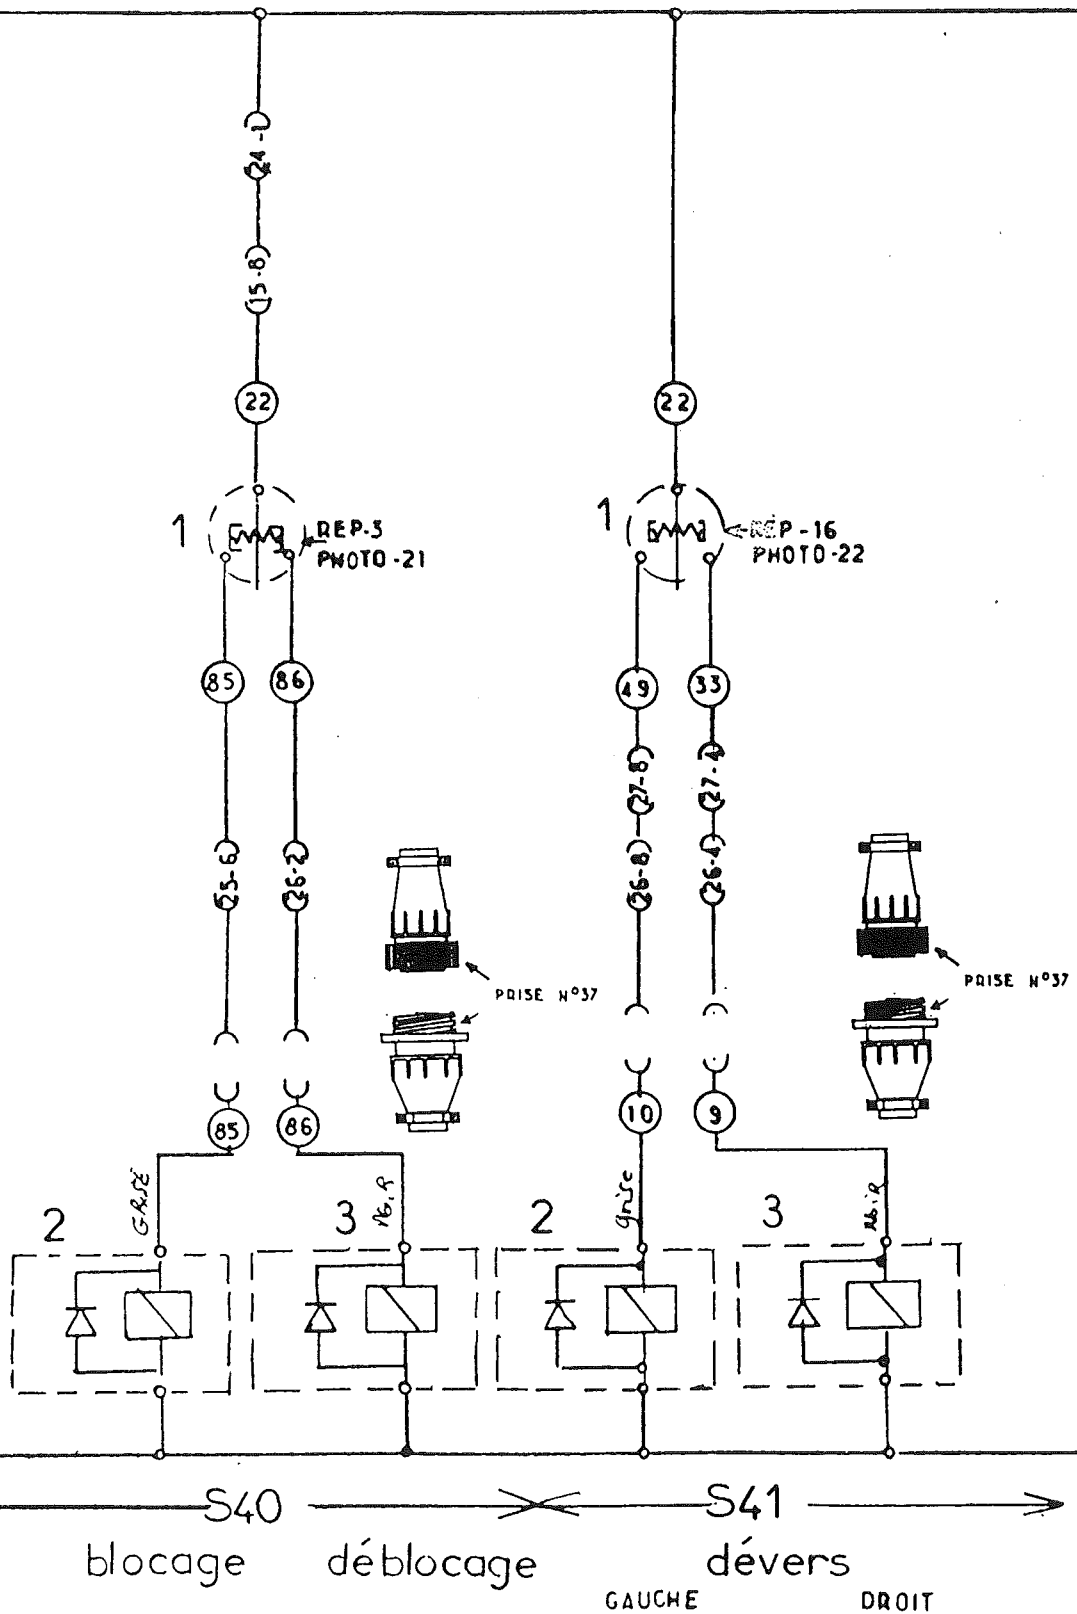 24-1
15-8
22
22
1
REP-3
PHOTO-21
1
REP-16
PHOTO-22
85
86
49
33
27-8
27-4
25-6
26-2
26-8
26-4
PRISE N°37
PRISE N°37
85
86
10
9
GRISE
NOIR
grise
NOIR
2
3
2
3
S40
S41
blocage
déblocage
dévers
GAUCHE
DROIT